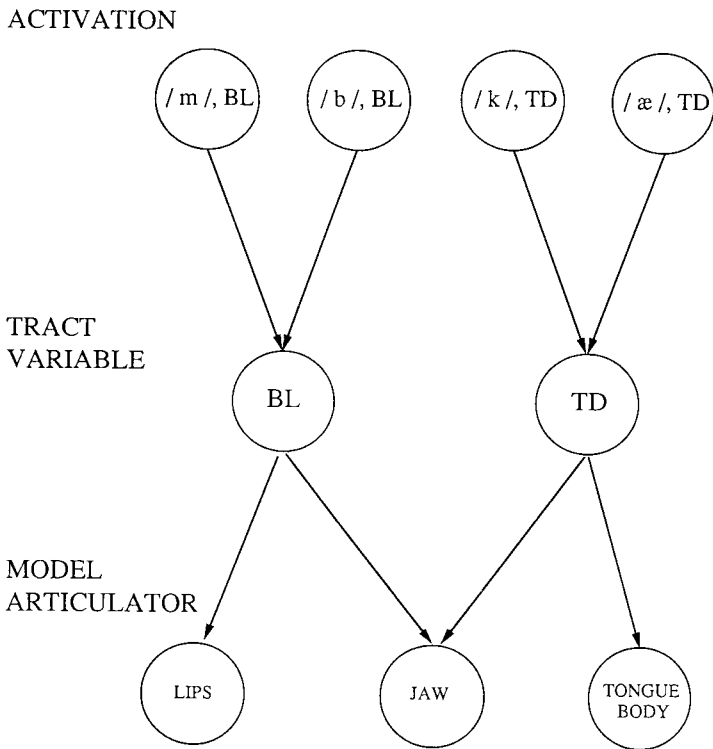 ACTIVATION
/ m /, BL
/ b /, BL
/ k /, TD
/ æ /, TD
TRACT
VARIABLE
BL
TD
MODEL
ARTICULATOR
LIPS
JAW
TONGUE
BODY